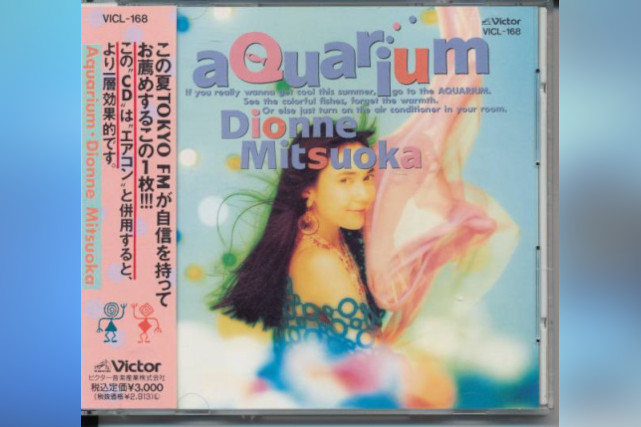 VICL-168
この夏TOKYO FMが自信を持って
お薦めするこの1枚!!!
この"CD"は、"エアコン"と併用すると、
より一層効果的です。
Aquarium・Dionne Mitsuoka
Victor
ビクター音楽産業株式会社
税込定価¥3,000
(税抜価格¥2,913)
Victor
VICL-168
aQuarium
If you really wanna get cool this summer, go to the AQUARIUM.
See the colorful fishes, forget the warmth.
Or else just turn on the air conditioner in your room.
Dionne
Mitsuoka